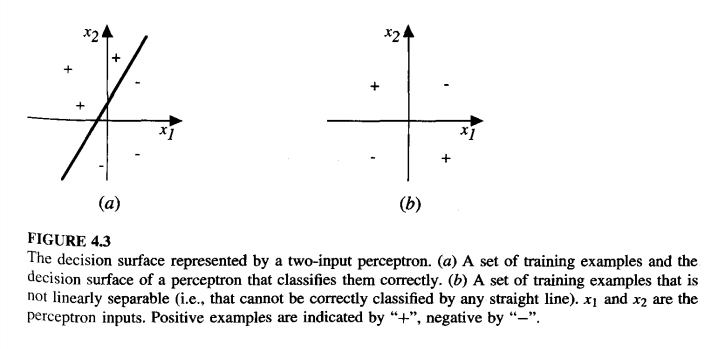 x2
+
+
-
+
x1
-
-
(a)
x2
+
-
x1
-
+
(b)
FIGURE 4.3
The decision surface represented by a two-input perceptron. (a) A set of training examples and the
decision surface of a perceptron that classifies them correctly. (b) A set of training examples that is
not linearly separable (i.e., that cannot be correctly classified by any straight line). x1 and x2 are the
perceptron inputs. Positive examples are indicated by “+”, negative by “−”.